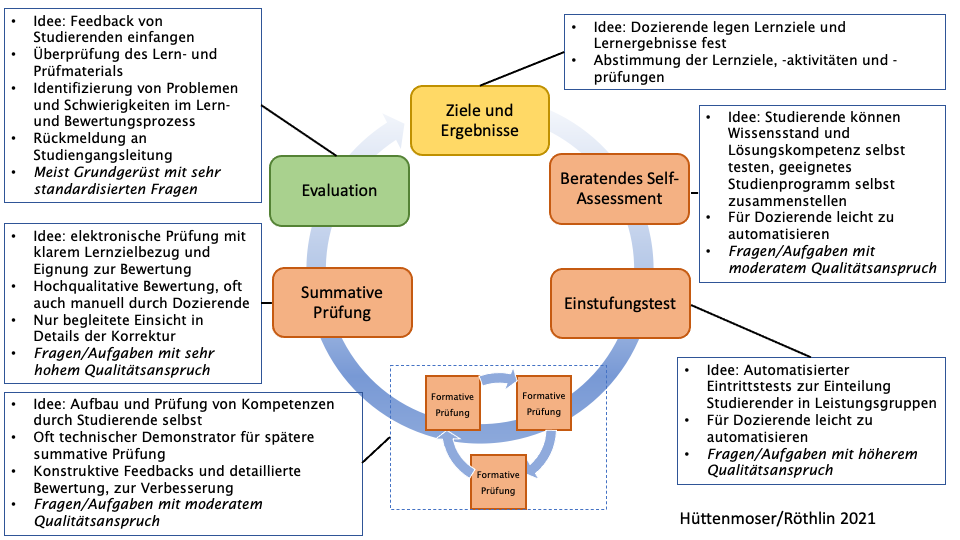 • Idee: Feedback von
Studierenden einfangen
• Überprüfung des Lern- und
Prüfmaterials
• Identifizierung von Problemen
und Schwierigkeiten im Lern-
und Bewertungsprozess
• Rückmeldung an
Studiengangsleitung
• Meist Grundgerüst mit sehr
standardisierten Fragen
• Idee: Dozierende legen Lernziele und
Lernergebnisse fest
• Abstimmung der Lernziele, -aktivitäten und -
prüfungen
Ziele und
Ergebnisse
Evaluation
Beratendes Self-
Assessment
• Idee: Studierende können
Wissensstand und
Lösungskompetenz selbst
testen, geeignetes
Studienprogramm selbst
zusammenstellen
• Für Dozierende leicht zu
automatisieren
• Fragen/Aufgaben mit
moderatem Qualitätsanspruch
• Idee: elektronische Prüfung mit
klarem Lernzielbezug und
Eignung zur Bewertung
• Hochqualitative Bewertung, oft
auch manuell durch Dozierende
• Nur begleitete Einsicht in
Details der Korrektur
• Fragen/Aufgaben mit sehr
hohem Qualitätsanspruch
Summative
Prüfung
Einstufungstest
• Idee: Automatisierter
Eintrittstests zur Einteilung
Studierender in Leistungsgruppen
• Für Dozierende leicht zu
automatisieren
• Fragen/Aufgaben mit höherem
Qualitätsanspruch
• Idee: Aufbau und Prüfung von Kompetenzen
durch Studierende selbst
• Oft technischer Demonstrator für spätere
summative Prüfung
• Konstruktive Feedbacks und detaillierte
Bewertung, zur Verbesserung
• Fragen/Aufgaben mit moderatem
Qualitätsanspruch
Formative
Prüfung
Formative
Prüfung
Formative
Prüfung
Hüttenmoser/Röthlin 2021